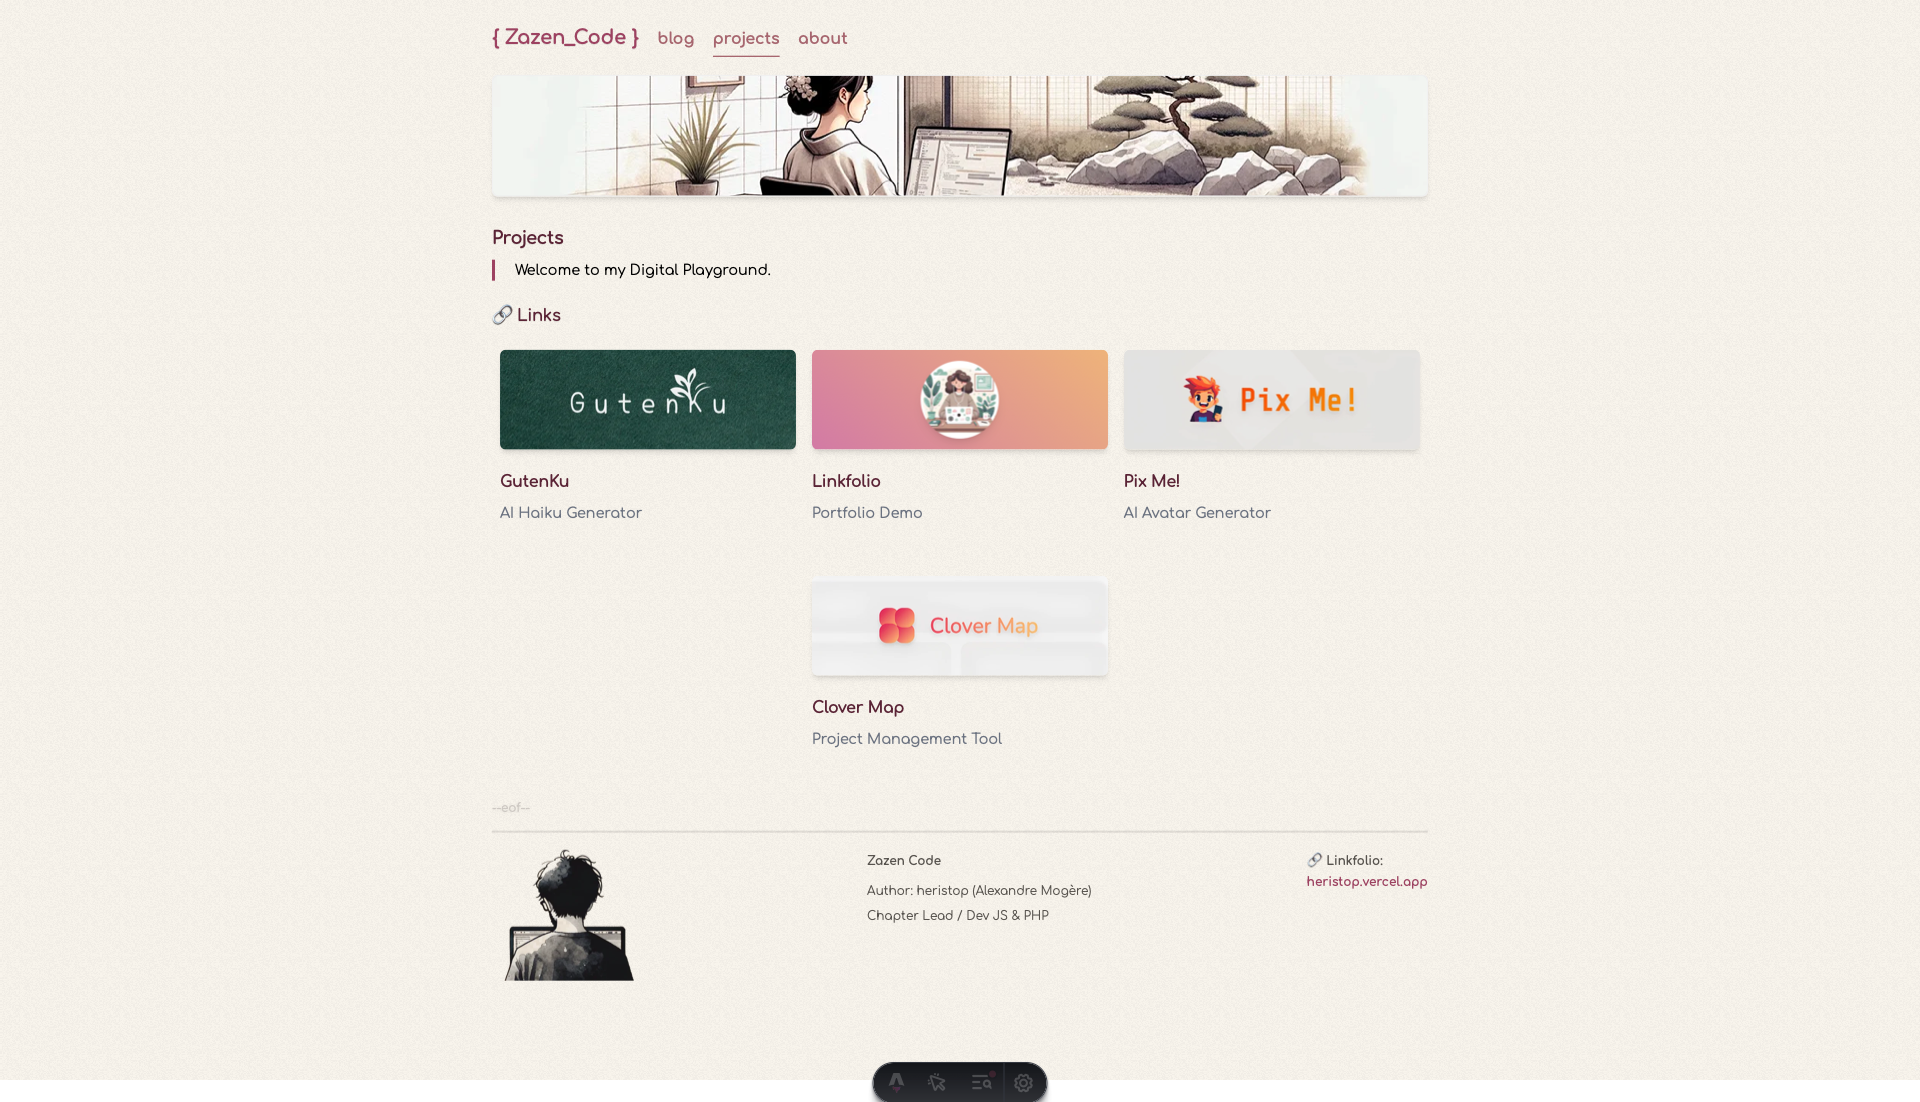 { Zazen_Code } blog projects about
Projects
Welcome to my Digital Playground.
🔗 Links
GutenKu
Pix Me!
GutenKu
Linkfolio
Pix Me!
AI Haiku Generator
Portfolio Demo
AI Avatar Generator
Clover Map
Clover Map
Project Management Tool
--eof--
Zazen Code
Author: heristop (Alexandre Mogère)
Chapter Lead / Dev JS & PHP
🔗 Linkfolio:
heristop.vercel.app